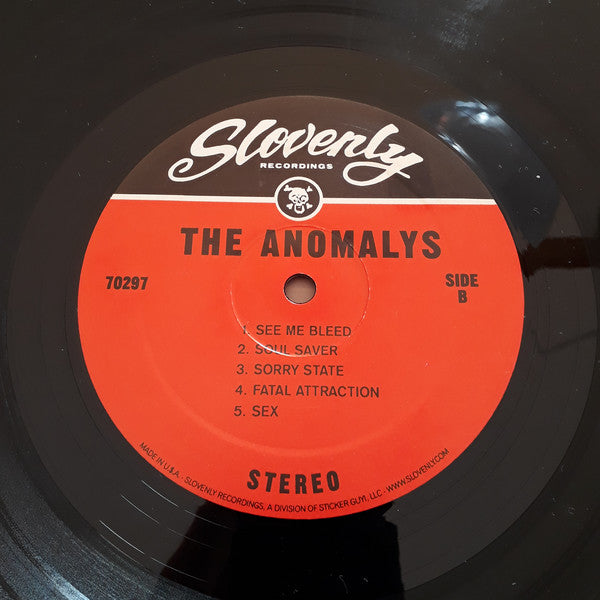 Slovenly
RECORDINGS
THE ANOMALYS
70297
SIDE
B
1. SEE ME BLEED
2. SOUL SAVER
3. SORRY STATE
4. FATAL ATTRACTION
5. SEX
STEREO
MADE IN U.$.A. - SLOVENLY RECORDINGS, A DIVISION OF STICKER GUY!, LLC - WWW.SLOVENLY.COM